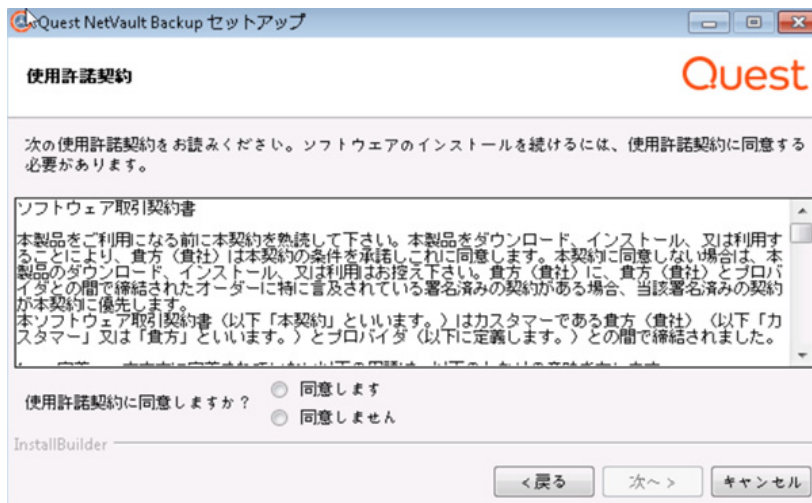 Quest NetVault Backup セットアップ
使用許諾契約
Quest
次の使用許諾契約をお読みください。ソフトウエアのインストールを続けるには、使用許諾契約に同意する
必要があります。
ソフトウェア取引契約書
本製品をご利用になる前に本契約を熟読して下さい。本製品をダウンロード、インストール、又は利用す
ることにより、貴方（貴社）は本契約の条件を承諾しこれに同意します。本契約に同意しない場合は、本
製品のダウンロード、インストール、又は利用はお控え下さい。貴方（貴社）に、貴方（貴社）とプロバ
イダとの間で締結されたオーダーに特に言及されている署名済みの契約がある場合、当該署名済みの契約
が本契約に優先します。
本ソフトウェア取引契約書（以下「本契約」といいます。）はカスタマーである貴方（貴社）（以下「カ
スタマー」又は「貴方」といいます。）とプロバイダ（以下に定義します。）との間で締結されました。
使用許諾契約に同意しますか？
同意します
同意しません
InstallBuilder
<戻る
次へ>
キャンセル